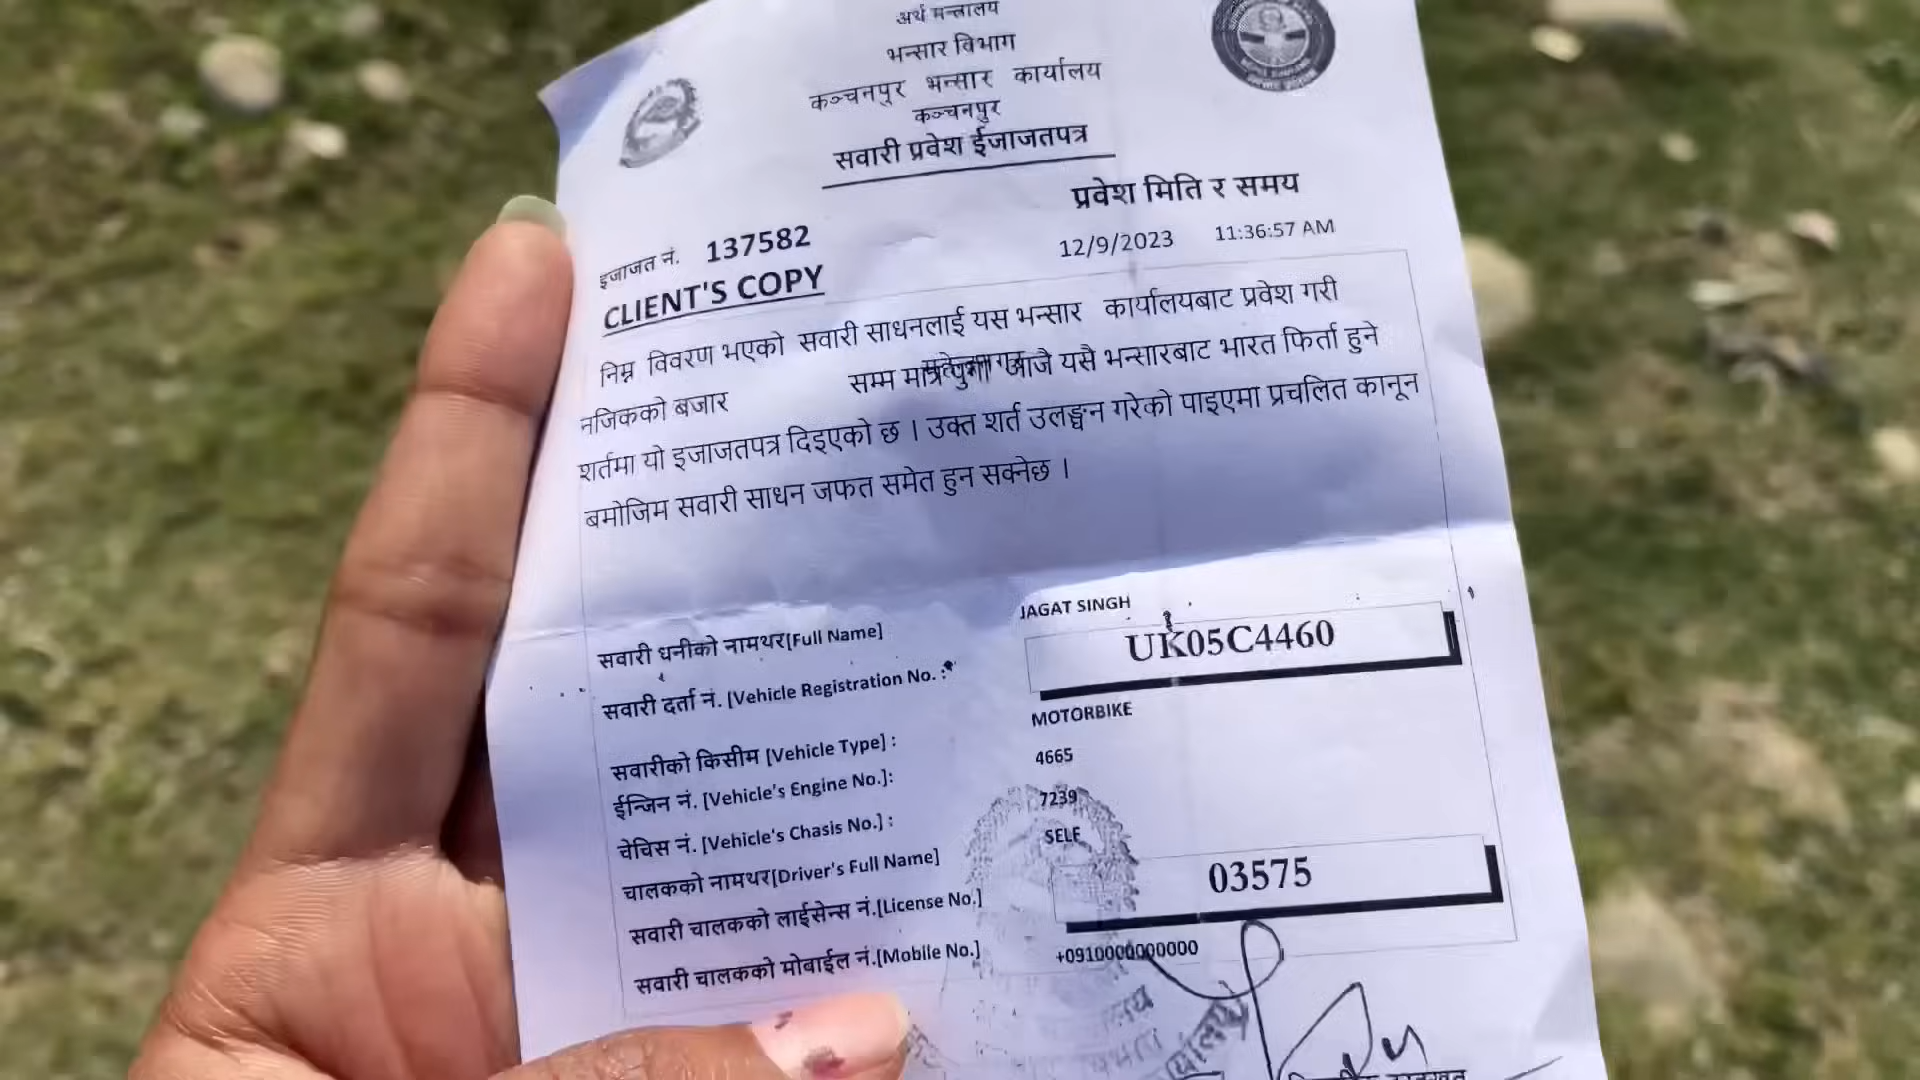 अर्थ मन्त्रालय
भन्सार विभाग
कञ्चनपुर भन्सार कार्यालय
कञ्चनपुर
सवारी प्रवेश ईजाजतपत्र
प्रवेश मिति र समय
इजाजत नं. 137582
12/9/2023 11:36:57 AM
CLIENT'S COPY
निम्न विवरण भएको सवारी साधनलाई यस भन्सार कार्यालयबाट प्रवेश गरी
नजिकको बजार सम्म मात्र पुगी आजै यसै भन्सारबाट भारत फिर्ता हुने
शर्तमा यो इजाजतपत्र दिइएको छ । उक्त शर्त उलङ्घन गरेको पाइएमा प्रचलित कानून
बमोजिम सवारी साधन जफत समेत हुन सक्नेछ ।
सवारी धनीको नामथर[Full Name] JAGAT SINGH
सवारी दर्ता नं. [Vehicle Registration No. : UK05C4460
सवारीको किसीम [Vehicle Type] : MOTORBIKE
ईन्जिन नं. [Vehicle's Engine No.]: 4665
चेचिस नं. [Vehicle's Chasis No.] : 7239
चालकको नामथर[Driver's Full Name] SELF
सवारी चालकको लाईसेन्स नं.[License No.] 03575
सवारी चालकको मोबाईल नं.[Mobile No.] +0910000000000